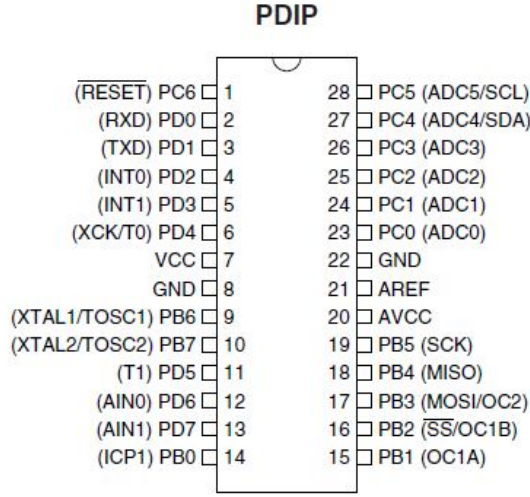 PDIP
(RESET) PC6 1
(RXD) PD0 2
(TXD) PD1 3
(INT0) PD2 4
(INT1) PD3 5
(XCK/T0) PD4 6
VCC 7
GND 8
(XTAL1/TOSC1) PB6 9
(XTAL2/TOSC2) PB7 10
(T1) PD5 11
(AIN0) PD6 12
(AIN1) PD7 13
(ICP1) PB0 14
28 PC5 (ADC5/SCL)
27 PC4 (ADC4/SDA)
26 PC3 (ADC3)
25 PC2 (ADC2)
24 PC1 (ADC1)
23 PC0 (ADC0)
22 GND
21 AREF
20 AVCC
19 PB5 (SCK)
18 PB4 (MISO)
17 PB3 (MOSI/OC2)
16 PB2 (SS/OC1B)
15 PB1 (OC1A)